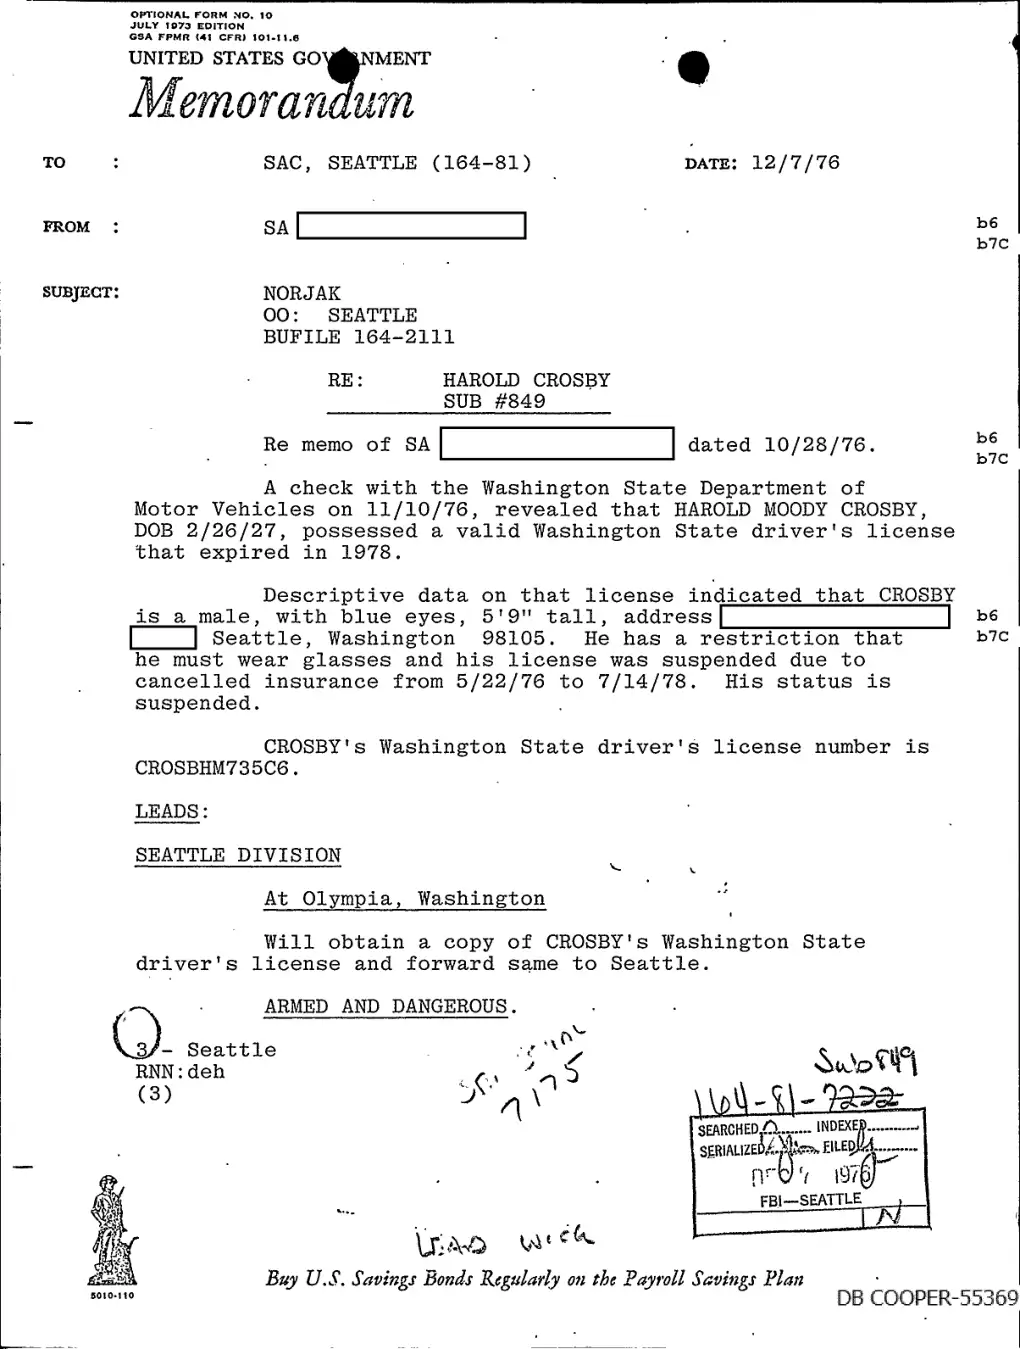 OPTIONAL FORM NO. 10
JULY 1973 EDITION
GSA FPMR (41 CFR) 101-11.6
UNITED STATES GOVERNMENT
Memorandum
TO : SAC, SEATTLE (164-81) DATE: 12/7/76
FROM : SA b6
b7C
SUBJECT: NORJAK
OO: SEATTLE
BUFILE 164-2111
RE: HAROLD CROSBY
SUB #849
Re memo of SA dated 10/28/76. b6
b7C
A check with the Washington State Department of
Motor Vehicles on 11/10/76, revealed that HAROLD MOODY CROSBY,
DOB 2/26/27, possessed a valid Washington State driver's license
that expired in 1978.
Descriptive data on that license indicated that CROSBY
is a male, with blue eyes, 5'9" tall, address b6
Seattle, Washington 98105. He has a restriction that b7C
he must wear glasses and his license was suspended due to
cancelled insurance from 5/22/76 to 7/14/78. His status is
suspended.
CROSBY's Washington State driver's license number is
CROSBHM735C6.
LEADS:
SEATTLE DIVISION
At Olympia, Washington
Will obtain a copy of CROSBY's Washington State
driver's license and forward same to Seattle.
ARMED AND DANGEROUS.
3 - Seattle
RNN:deh
(3)
7175
Sub 849
164-81-7222
SEARCHED INDEXED
SERIALIZED FILED
1976
FBI—SEATTLE
N
LEAD
Buy U.S. Savings Bonds Regularly on the Payroll Savings Plan
5010-110
DB COOPER-55369